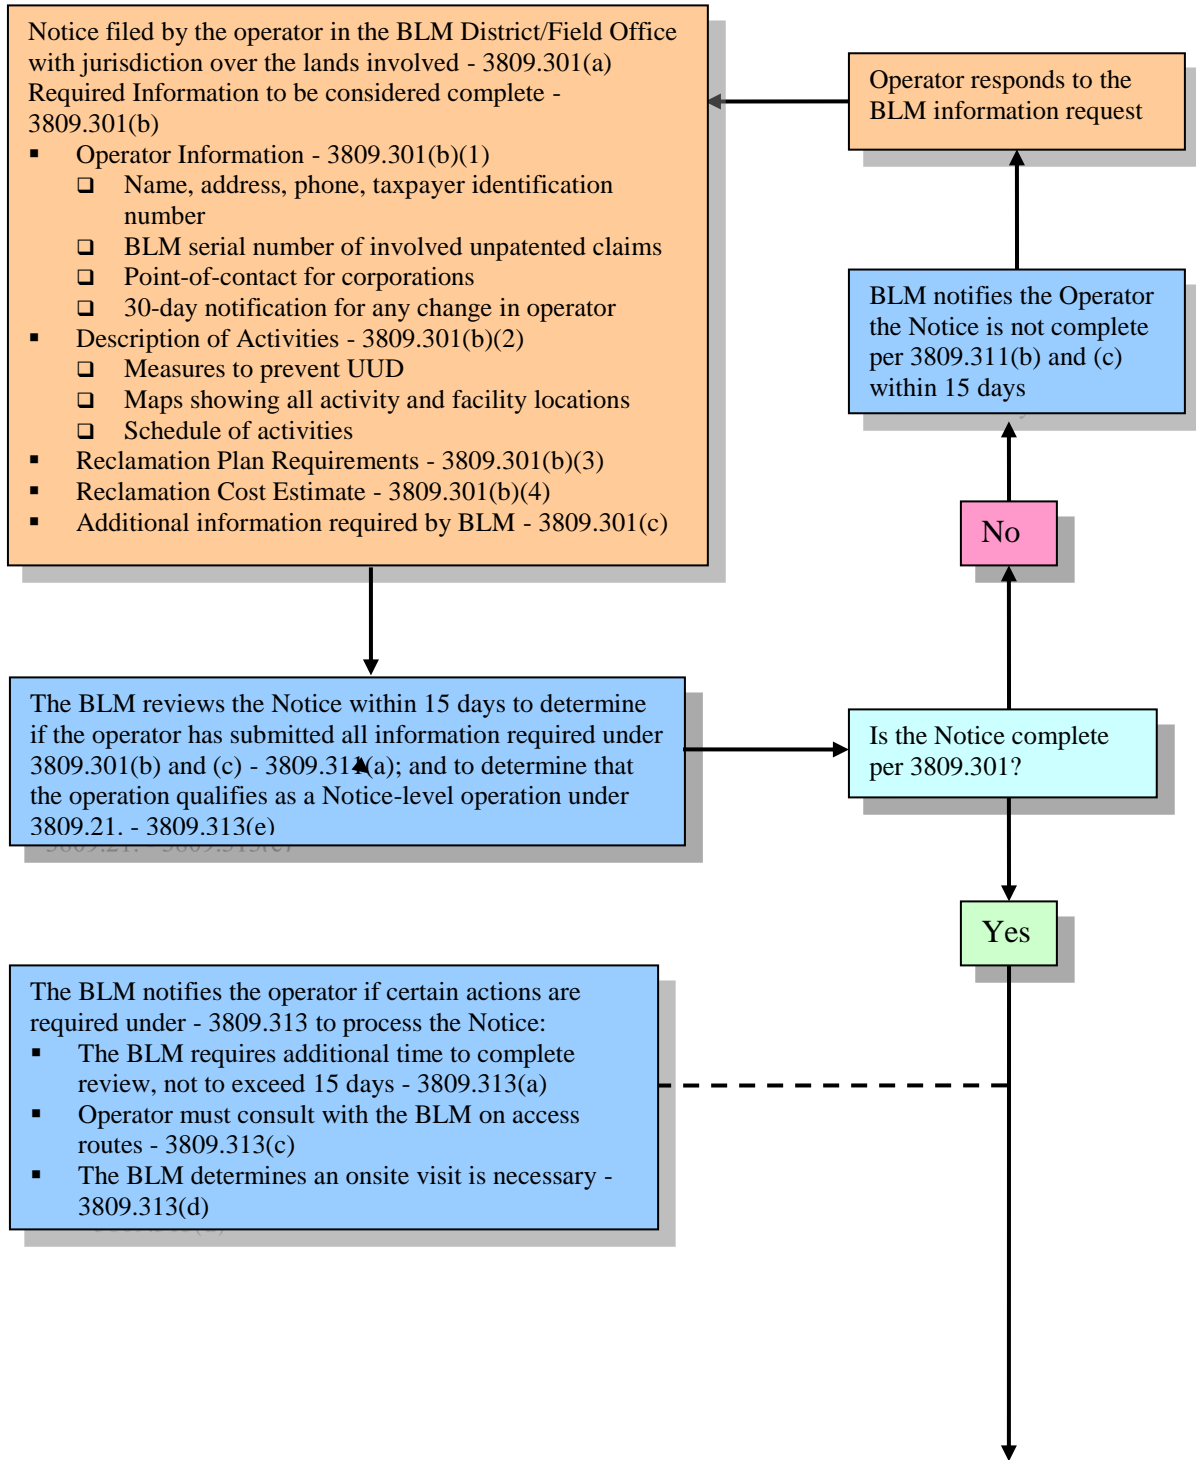 Notice filed by the operator in the BLM District/Field Office
with jurisdiction over the lands involved - 3809.301(a)
Required Information to be considered complete -
3809.301(b)
▪ Operator Information - 3809.301(b)(1)
❑ Name, address, phone, taxpayer identification
number
❑ BLM serial number of involved unpatented claims
❑ Point-of-contact for corporations
❑ 30-day notification for any change in operator
▪ Description of Activities - 3809.301(b)(2)
❑ Measures to prevent UUD
❑ Maps showing all activity and facility locations
❑ Schedule of activities
▪ Reclamation Plan Requirements - 3809.301(b)(3)
▪ Reclamation Cost Estimate - 3809.301(b)(4)
▪ Additional information required by BLM - 3809.301(c)
Operator responds to the
BLM information request
BLM notifies the Operator
the Notice is not complete
per 3809.311(b) and (c)
within 15 days
No
The BLM reviews the Notice within 15 days to determine
if the operator has submitted all information required under
3809.301(b) and (c) - 3809.311(a); and to determine that
the operation qualifies as a Notice-level operation under
3809.21. - 3809.313(e)
Is the Notice complete
per 3809.301?
Yes
The BLM notifies the operator if certain actions are
required under - 3809.313 to process the Notice:
▪ The BLM requires additional time to complete
review, not to exceed 15 days - 3809.313(a)
▪ Operator must consult with the BLM on access
routes - 3809.313(c)
▪ The BLM determines an onsite visit is necessary -
3809.313(d)